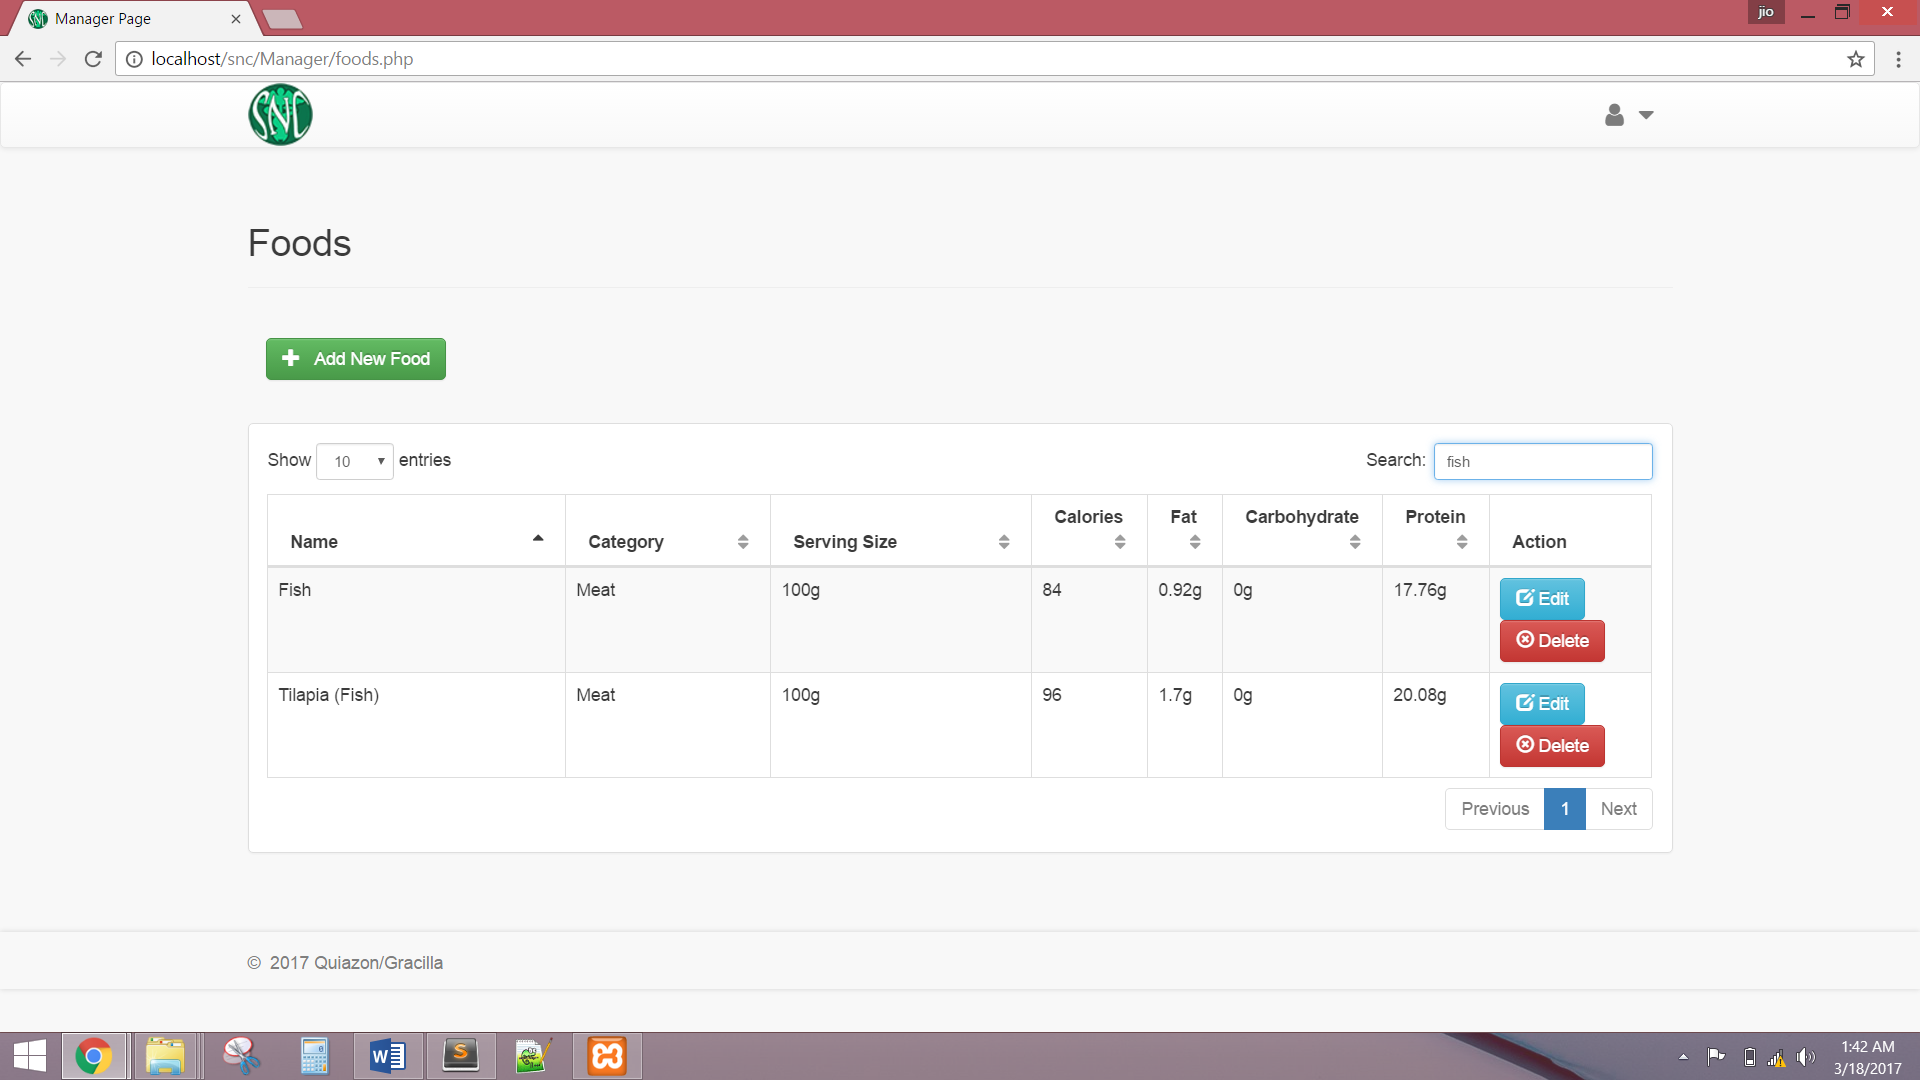 Manager Page
jio
localhost/snc/Manager/foods.php
SNC
Foods
Add New Food
Show 10 entries
Search: fish
Name Category Serving Size Calories Fat Carbohydrate Protein Action
Fish Meat 100g 84 0.92g 0g 17.76g Edit
Delete
Tilapia (Fish) Meat 100g 96 1.7g 0g 20.08g Edit
Delete
Previous 1 Next
© 2017 Quiazon/Gracilla
1:42 AM
3/18/2017